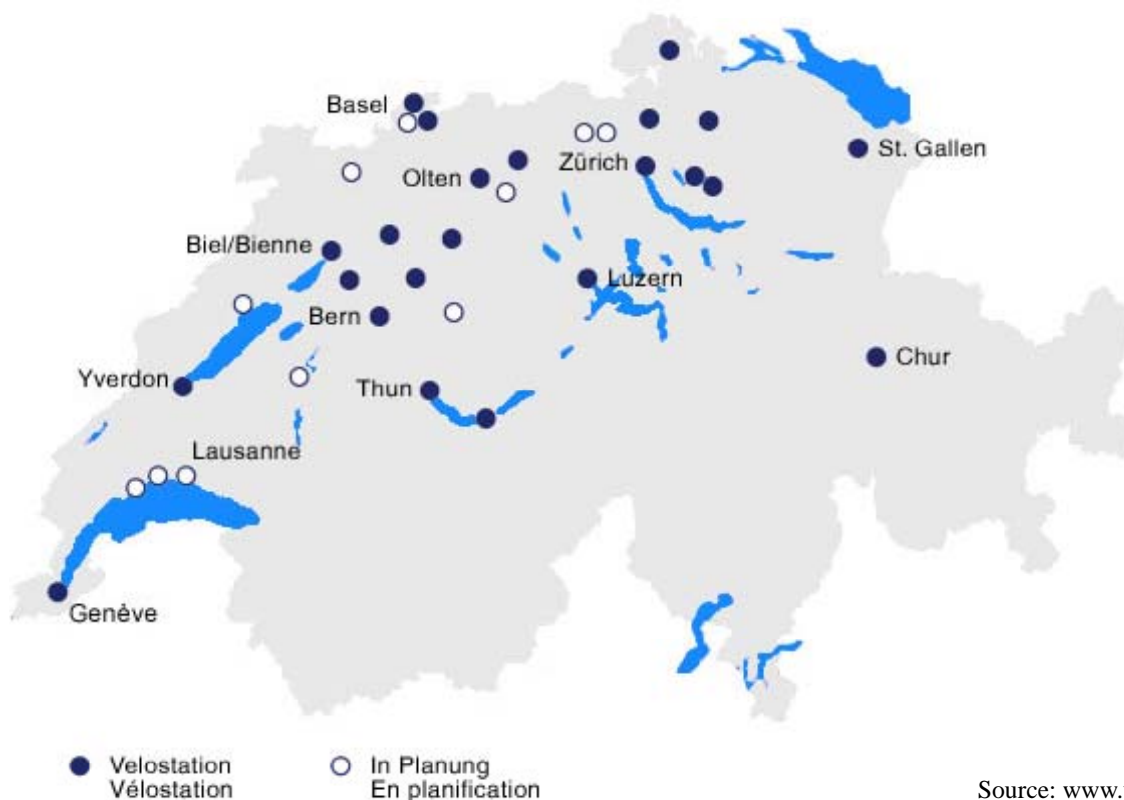 Basel
St. Gallen
Zürich
Olten
Biel/Bienne
Luzern
Bern
Chur
Yverdon
Thun
Lausanne
Genève
Velostation
Vélostation
In Planung
En planification
Source: www.